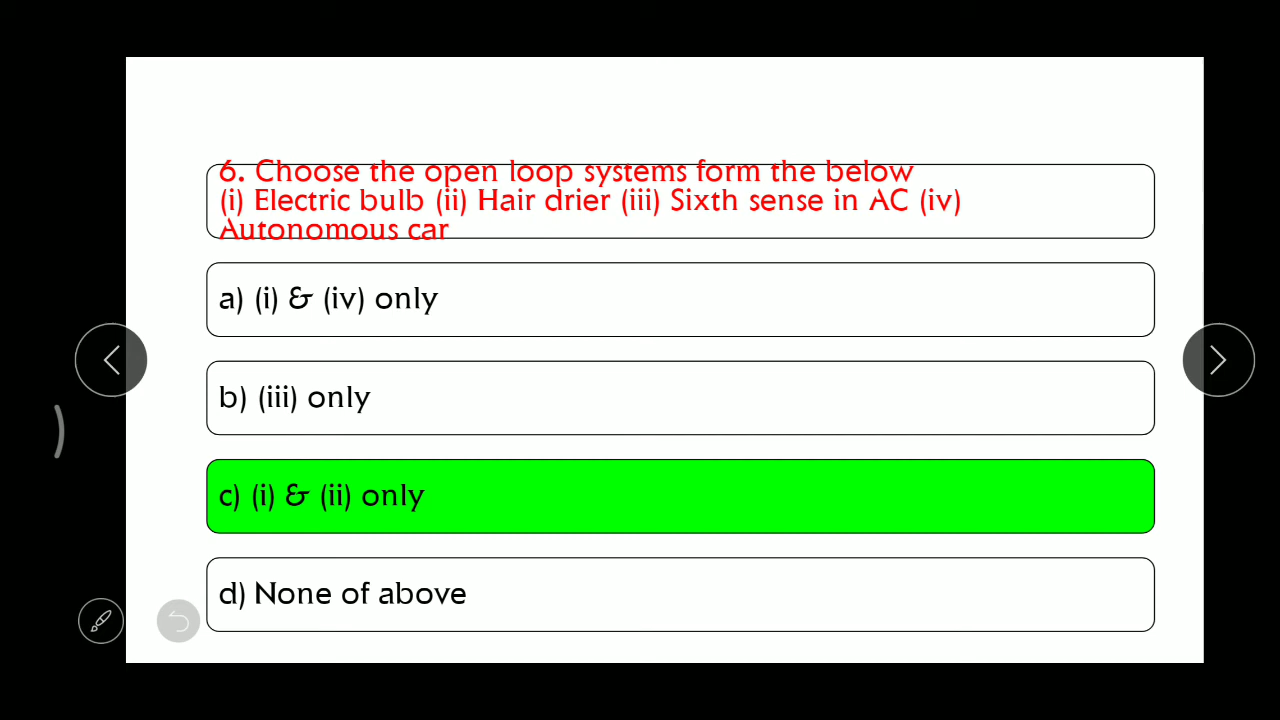 6. Choose the open loop systems form the below
(i) Electric bulb (ii) Hair drier (iii) Sixth sense in AC (iv)
Autonomous car
a) (i) & (iv) only
b) (iii) only
c) (i) & (ii) only
d) None of above